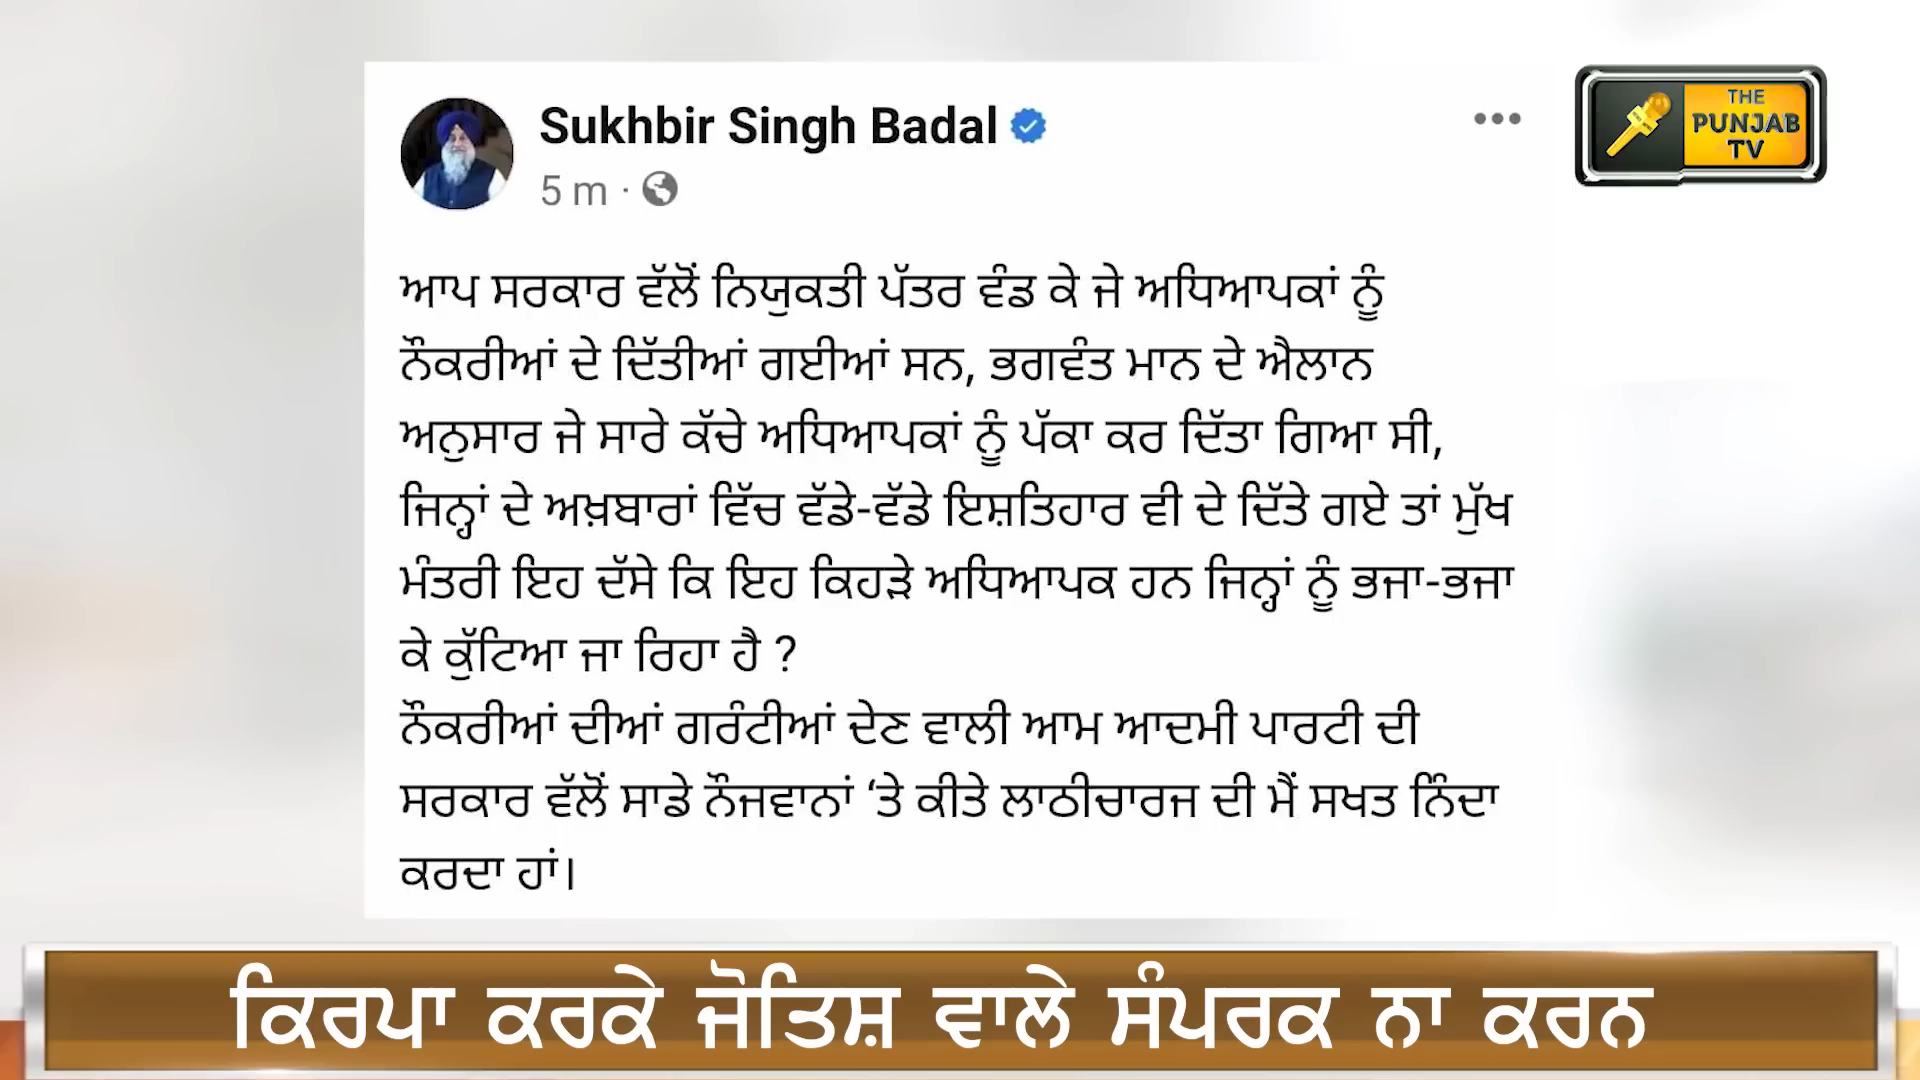 Sukhbir Singh Badal
5 m ·
THE
PUNJAB
TV
ਆਪ ਸਰਕਾਰ ਵੱਲੋਂ ਨਿਯੁਕਤੀ ਪੱਤਰ ਵੰਡ ਕੇ ਜੇ ਅਧਿਆਪਕਾਂ ਨੂੰ
ਨੌਕਰੀਆਂ ਦੇ ਦਿੱਤੀਆਂ ਗਈਆਂ ਸਨ, ਭਗਵੰਤ ਮਾਨ ਦੇ ਐਲਾਨ
ਅਨੁਸਾਰ ਜੇ ਸਾਰੇ ਕੱਚੇ ਅਧਿਆਪਕਾਂ ਨੂੰ ਪੱਕਾ ਕਰ ਦਿੱਤਾ ਗਿਆ ਸੀ,
ਜਿਨ੍ਹਾਂ ਦੇ ਅਖ਼ਬਾਰਾਂ ਵਿੱਚ ਵੱਡੇ-ਵੱਡੇ ਇਸ਼ਤਿਹਾਰ ਵੀ ਦੇ ਦਿੱਤੇ ਗਏ ਤਾਂ ਮੁੱਖ
ਮੰਤਰੀ ਇਹ ਦੱਸੇ ਕਿ ਇਹ ਕਿਹੜੇ ਅਧਿਆਪਕ ਹਨ ਜਿਨ੍ਹਾਂ ਨੂੰ ਭਜਾ-ਭਜਾ
ਕੇ ਕੁੱਟਿਆ ਜਾ ਰਿਹਾ ਹੈ ?
ਨੌਕਰੀਆਂ ਦੀਆਂ ਗਰੰਟੀਆਂ ਦੇਣ ਵਾਲੀ ਆਮ ਆਦਮੀ ਪਾਰਟੀ ਦੀ
ਸਰਕਾਰ ਵੱਲੋਂ ਸਾਡੇ ਨੌਜਵਾਨਾਂ ‘ਤੇ ਕੀਤੇ ਲਾਠੀਚਾਰਜ ਦੀ ਮੈਂ ਸਖਤ ਨਿੰਦਾ
ਕਰਦਾ ਹਾਂ।
ਕਿਰਪਾ ਕਰਕੇ ਜੋਤਿਸ਼ ਵਾਲੇ ਸੰਪਰਕ ਨਾ ਕਰਨ